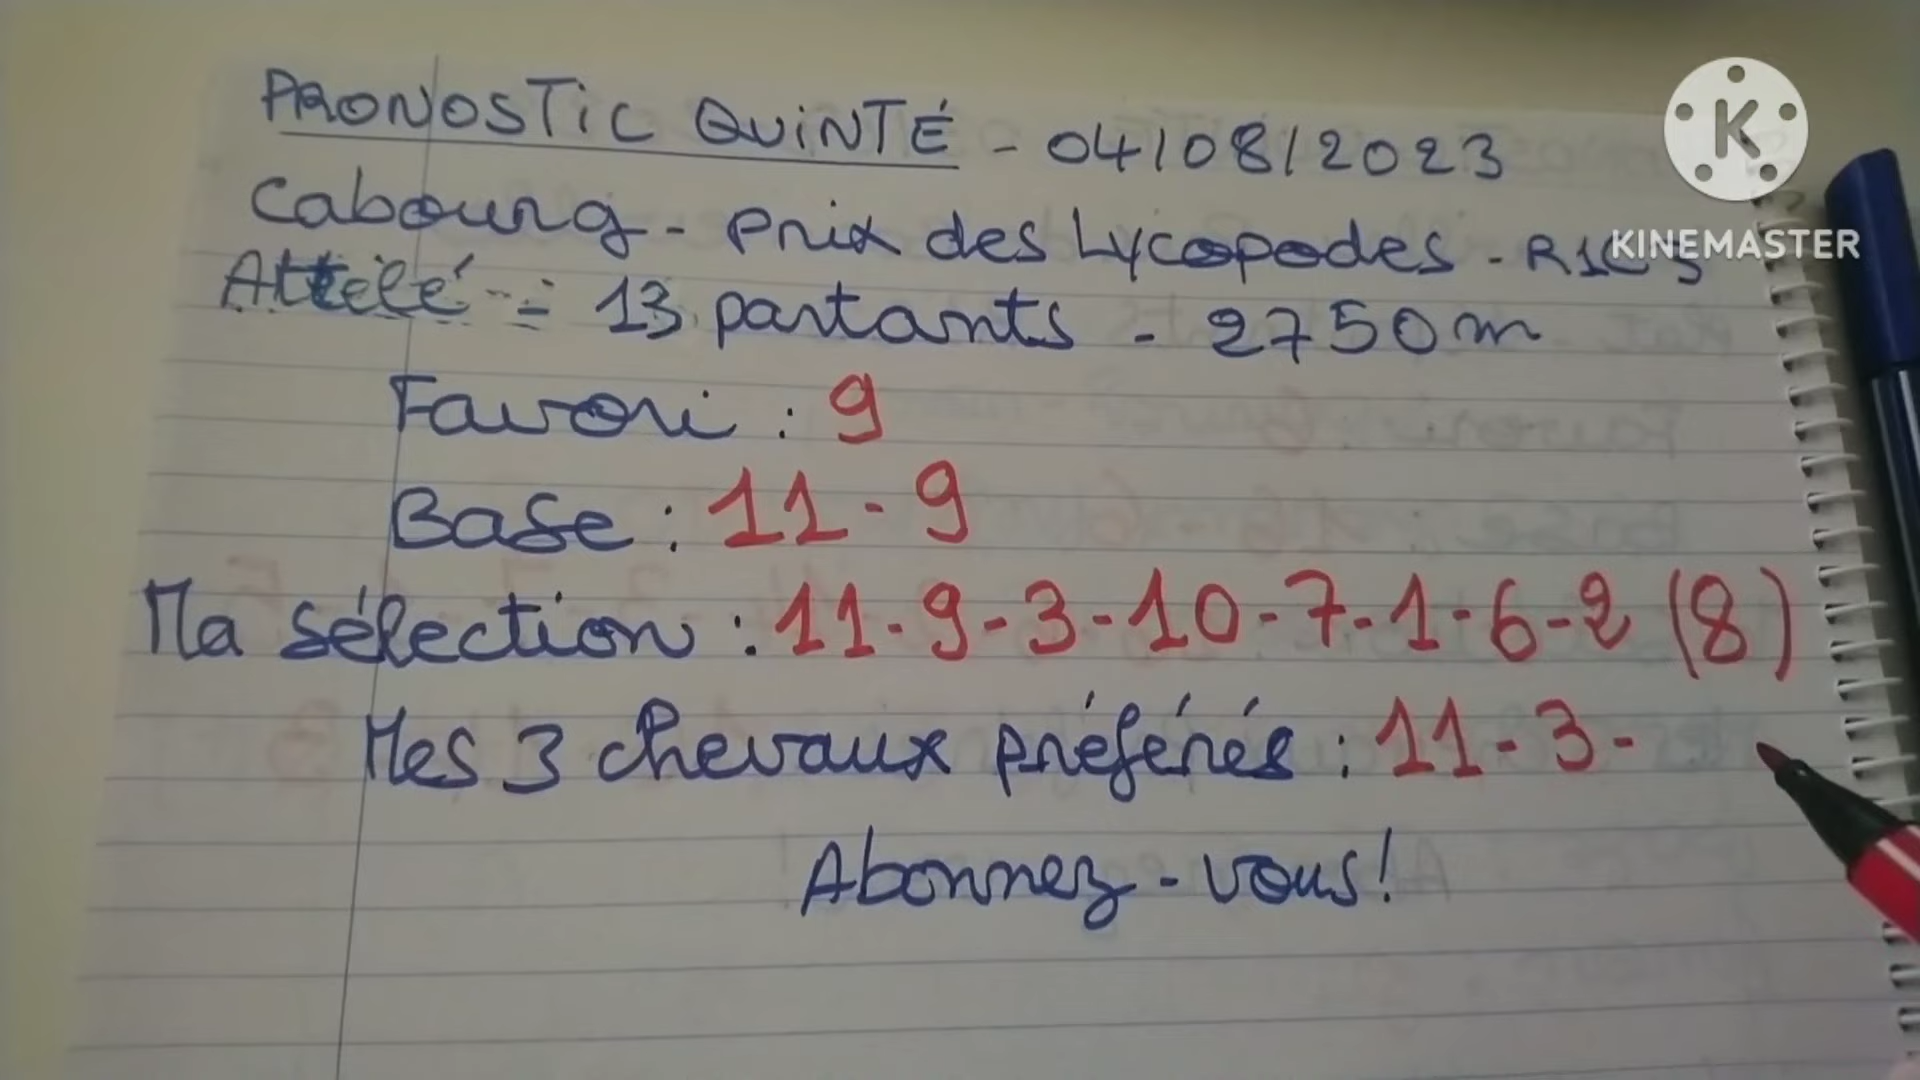 PRONOSTIC QUINTÉ - 04/08/2023
Cabourg - Prix des Lycopodes - R1C3
Attelé - 13 partants - 2750m
Favori : 9
Base : 11 - 9
Ma sélection : 11 - 9 - 3 - 10 - 7 - 1 - 6 - 2 (8)
Mes 3 chevaux préférés : 11 - 3 -
Abonnez-vous!
K
KINEMASTER